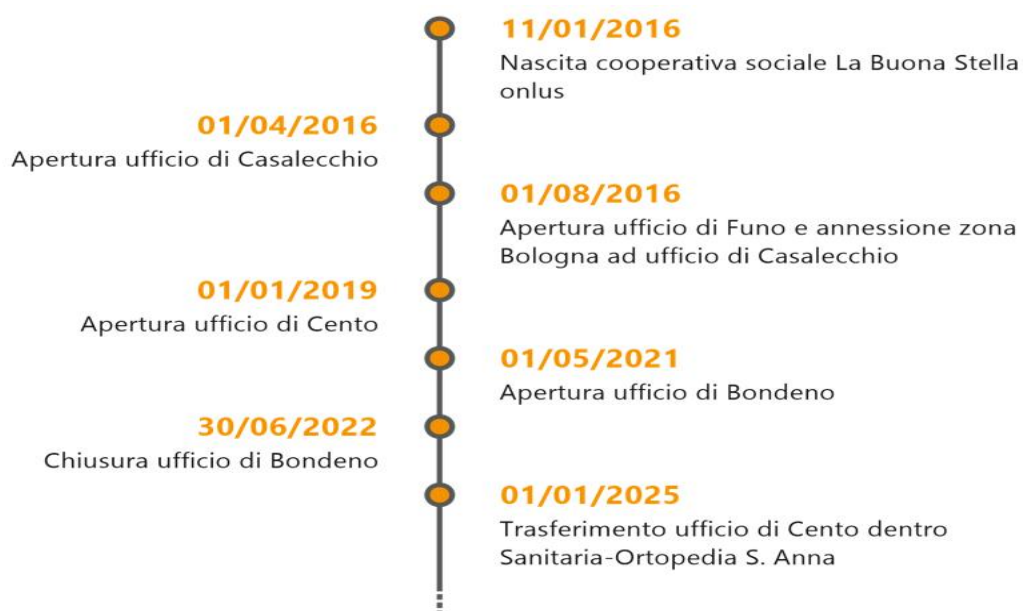 11/01/2016
Nascita cooperativa sociale La Buona Stella
onlus
01/04/2016
Apertura ufficio di Casalecchio
01/08/2016
Apertura ufficio di Funo e annessione zona
Bologna ad ufficio di Casalecchio
01/01/2019
Apertura ufficio di Cento
01/05/2021
Apertura ufficio di Bondeno
30/06/2022
Chiusura ufficio di Bondeno
01/01/2025
Trasferimento ufficio di Cento dentro
Sanitaria-Ortopedia S. Anna